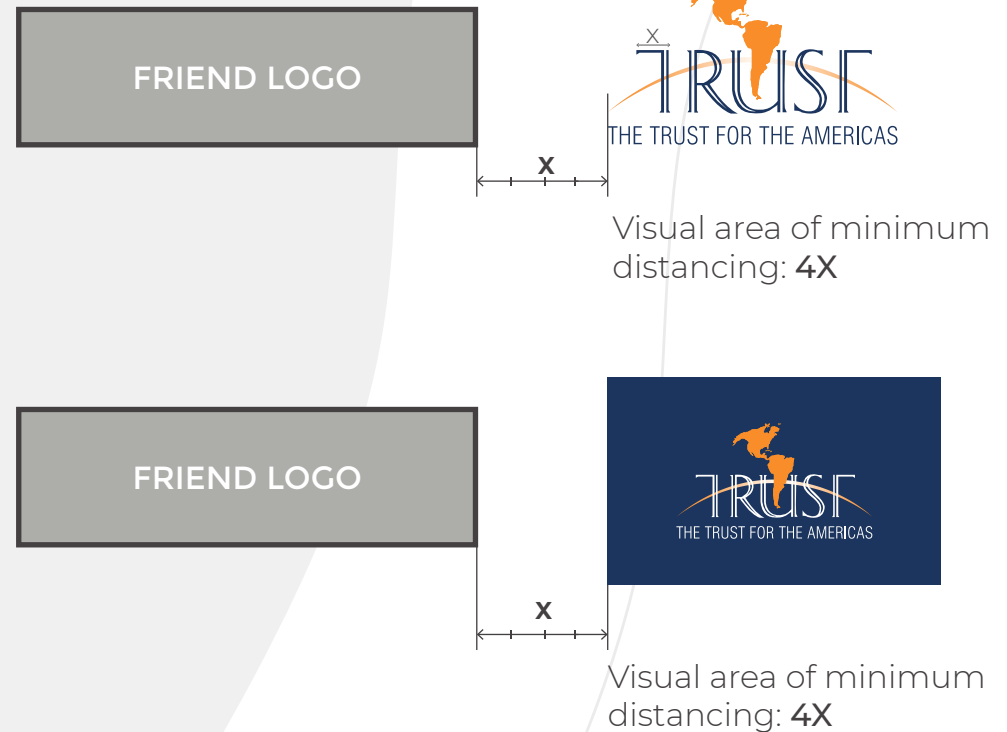 FRIEND LOGO
X
TRUST
THE TRUST FOR THE AMERICAS
X
Visual area of minimum
distancing: 4X
FRIEND LOGO
TRUST
THE TRUST FOR THE AMERICAS
X
Visual area of minimum
distancing: 4X